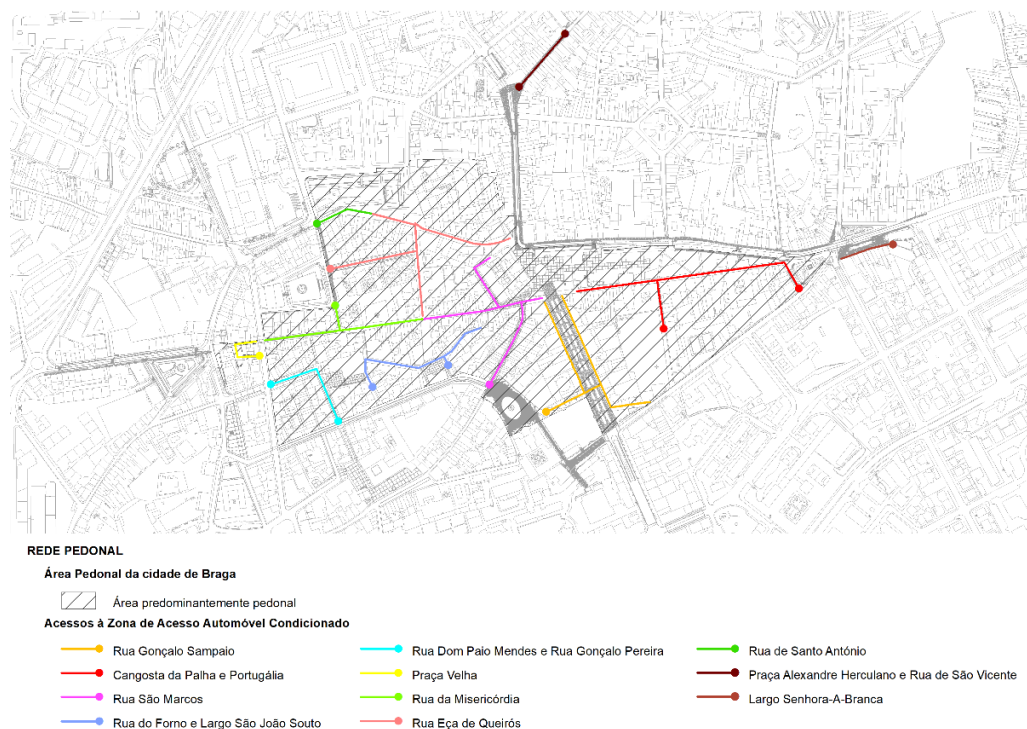 REDE PEDONAL
Área Pedonal da cidade de Braga
Área predominantemente pedonal
Acessos à Zona de Acesso Automóvel Condicionado
Rua Gonçalo Sampaio
Rua Dom Paio Mendes e Rua Gonçalo Pereira
Rua de Santo António
Cangosta da Palha e Portugália
Praça Velha
Praça Alexandre Herculano e Rua de São Vicente
Rua São Marcos
Rua da Misericórdia
Largo Senhora-A-Branca
Rua do Forno e Largo São João Souto
Rua Eça de Queirós